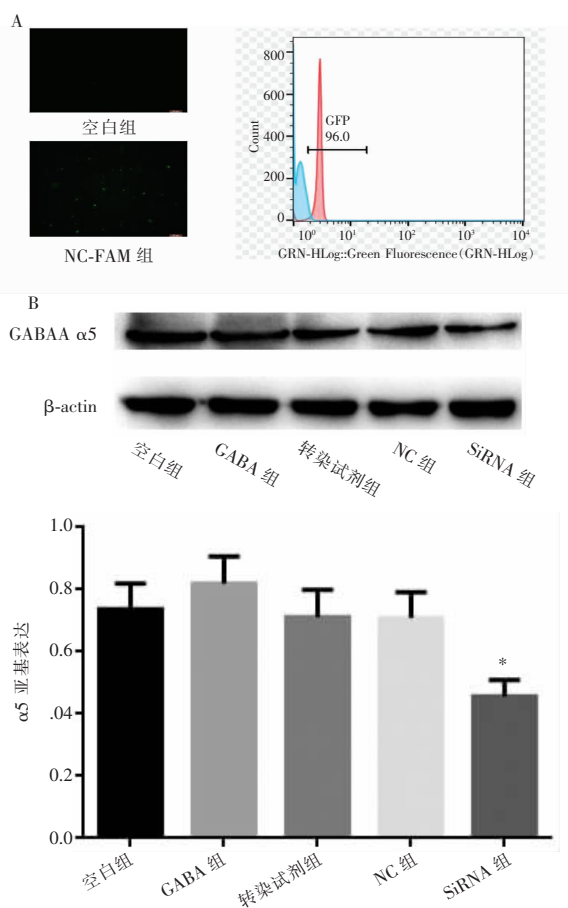 A
空白组
NC-FAM 组
800
600
400
200
0
Count
GFP
96.0
10⁰ 10¹ 10² 10³ 10⁴
GRN-HLog::Green Fluorescence(GRN-HLog)
B
GABAA α5
β-actin
空白组 GABA 组 转染试剂组 NC 组 SiRNA 组
1.0
0.8
0.6
.04
0.2
0.0
α5 亚基表达
*
空白组 GABA 组 转染试剂组 NC 组 SiRNA 组